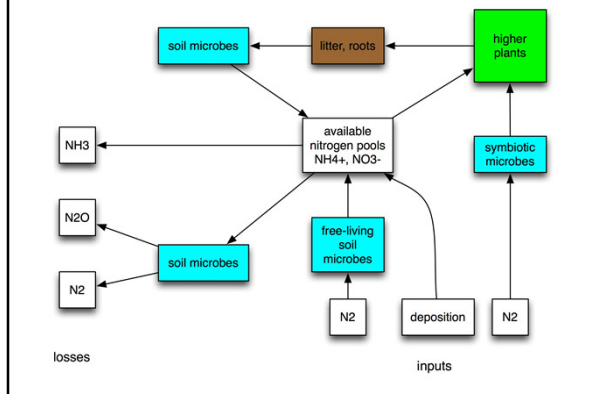 soil microbes
litter, roots
higher
plants
available
nitrogen pools
NH4+, NO3-
NH3
symbiotic
microbes
N2O
free-living
soil
microbes
soil microbes
N2
N2
deposition
N2
losses
inputs